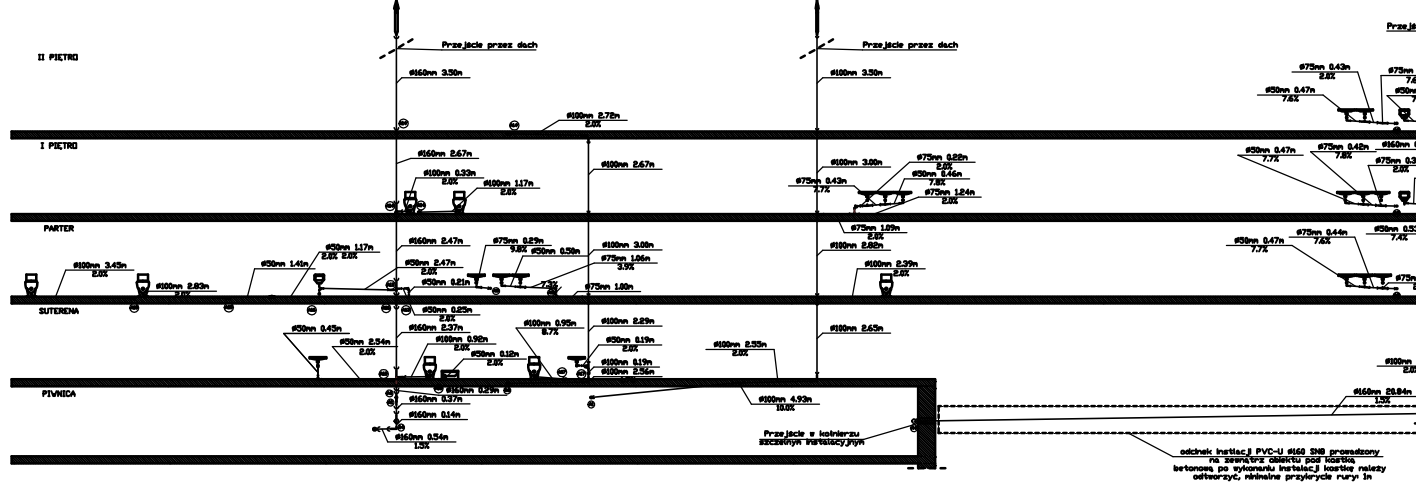 Przejście przez dach
Przejście przez dach
II PIĘTRO
Ø160mm 3.50m
Ø100mm 3.50m
Ø75mm 0.43m
2.0%
Ø50mm 0.47m
7.6%
Ø100mm 2.72m
2.0%
I PIĘTRO
Ø160mm 2.67m
Ø100mm 2.67m
Ø100mm 3.00m
Ø75mm 0.22m
2.0%
Ø50mm 0.47m
7.7%
Ø75mm 0.42m
7.8%
Ø100mm 0.33m
2.0%
Ø100mm 1.17m
2.0%
Ø75mm 0.43m
7.7%
Ø50mm 0.46m
7.8%
Ø75mm 1.24m
2.0%
PARTER
Ø75mm 1.09m
2.0%
Ø160mm 2.47m
Ø100mm 3.00m
Ø100mm 2.82m
Ø50mm 1.17m
2.0% 2.0%
Ø75mm 0.29m
9.8%
Ø50mm 0.50m
Ø75mm 1.06m
3.9%
Ø50mm 0.47m
7.7%
Ø75mm 0.44m
7.6%
7.4%
Ø100mm 3.45m
2.0%
Ø50mm 1.41m
Ø50mm 2.47m
2.0%
Ø100mm 2.39m
2.0%
Ø100mm 2.83m
2.0%
Ø50mm 0.21m
Ø75mm 1.00m
SUTERENA
Ø50mm 0.25m
2.0%
Ø160mm 2.37m
Ø100mm 0.95m
8.7%
Ø100mm 2.29m
Ø100mm 2.65m
Ø50mm 0.45m
Ø50mm 2.54m
2.0%
Ø100mm 0.92m
2.0%
Ø50mm 0.12m
2.0%
Ø50mm 0.19m
2.0%
Ø100mm 0.19m
Ø100mm 2.56m
Ø100mm 2.55m
2.0%
PIWNICA
Ø160mm 0.29m
Ø160mm 0.37m
Ø160mm 0.14m
Ø160mm 0.54m
1.5%
Ø100mm 4.93m
10.0%
Ø160mm 20.84m
1.5%
Przejście w kołnierzu
szczelnym instalacyjnym
odcinek instlacji PVC-U Ø160 SN8 prowadzony
na zewnątrz obiektu pod kostką
betonową po wykonaniu instalacji kostkę należy
odtworzyć, minimalne przykrycie rury: 1m